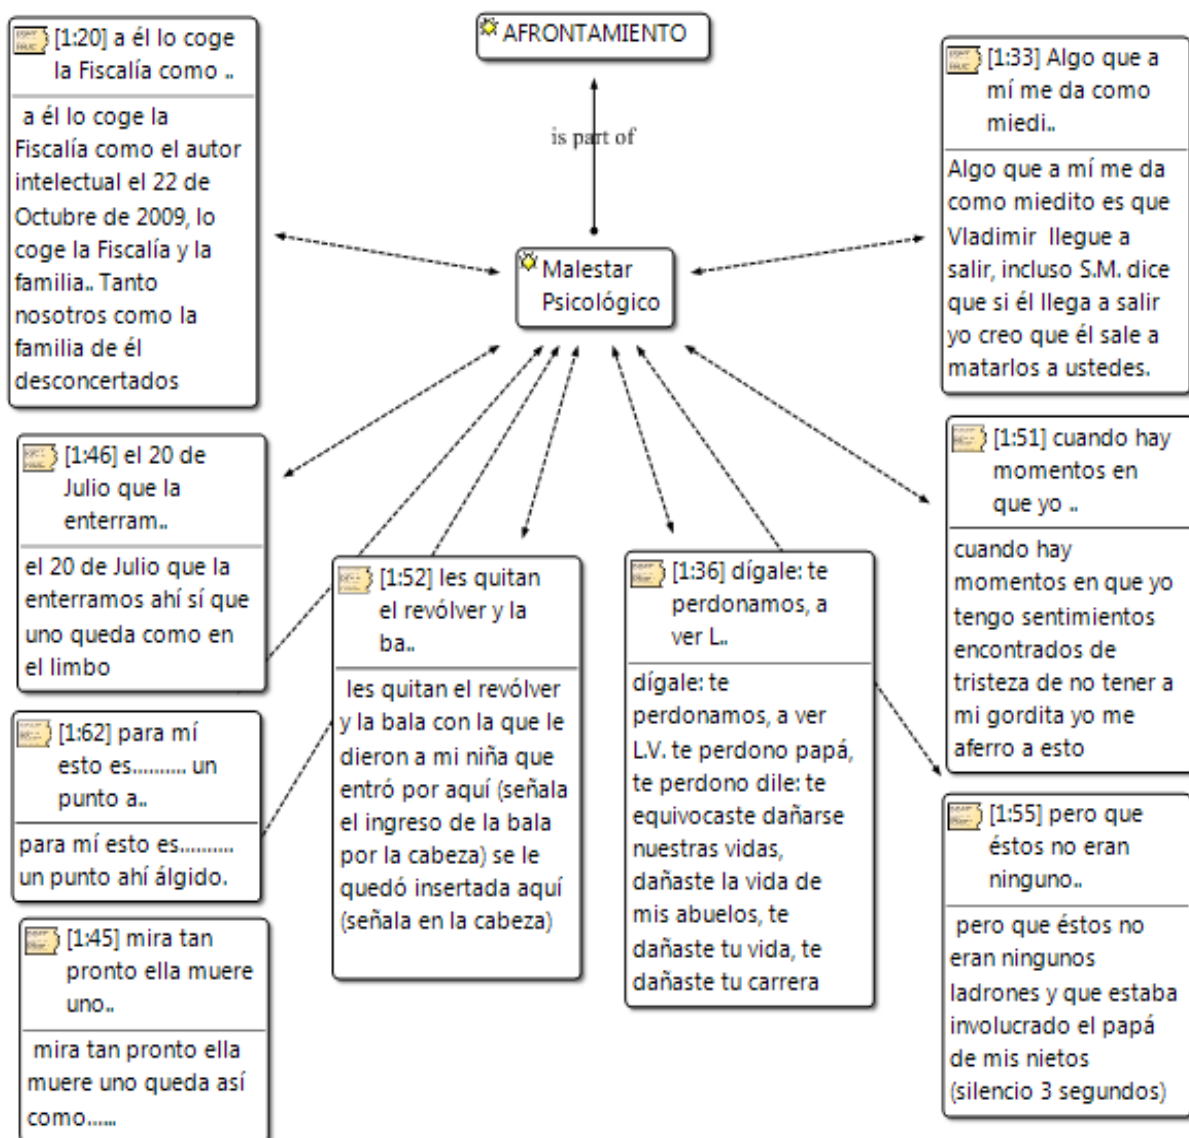 AFRONTAMIENTO
is part of
Malestar
Psicológico
[1:20] a él lo coge
la Fiscalía como ..
a él lo coge la
Fiscalía como el autor
intelectual el 22 de
Octubre de 2009, lo
coge la Fiscalía y la
familia.. Tanto
nosotros como la
familia de él
desconcertados
[1:33] Algo que a
mí me da como
miedi..
Algo que a mí me da
como miedito es que
Vladimir llegue a
salir, incluso S.M. dice
que si él llega a salir
yo creo que él sale a
matarlos a ustedes.
[1:46] el 20 de
Julio que la
enterram..
el 20 de Julio que la
enterramos ahí sí que
uno queda como en
el limbo
[1:51] cuando hay
momentos en
que yo ..
cuando hay
momentos en que yo
tengo sentimientos
encontrados de
tristeza de no tener a
mi gordita yo me
aferro a esto
[1:52] les quitan
el revólver y la
ba..
les quitan el revólver
y la bala con la que le
dieron a mi niña que
entró por aquí (señala
el ingreso de la bala
por la cabeza) se le
quedó insertada aquí
(señala en la cabeza)
[1:36] dígale: te
perdonamos, a
ver L..
dígale: te
perdonamos, a ver
L.V. te perdono papá,
te perdono dile: te
equivocaste dañarse
nuestras vidas,
dañaste la vida de
mis abuelos, te
dañaste tu vida, te
dañaste tu carrera
[1:62] para mí
esto es.......... un
punto a..
para mí esto es..........
un punto ahí álgido.
[1:55] pero que
éstos no eran
ninguno..
pero que éstos no
eran ningunos
ladrones y que estaba
involucrado el papá
de mis nietos
(silencio 3 segundos)
[1:45] mira tan
pronto ella muere
uno..
mira tan pronto ella
muere uno queda así
como......